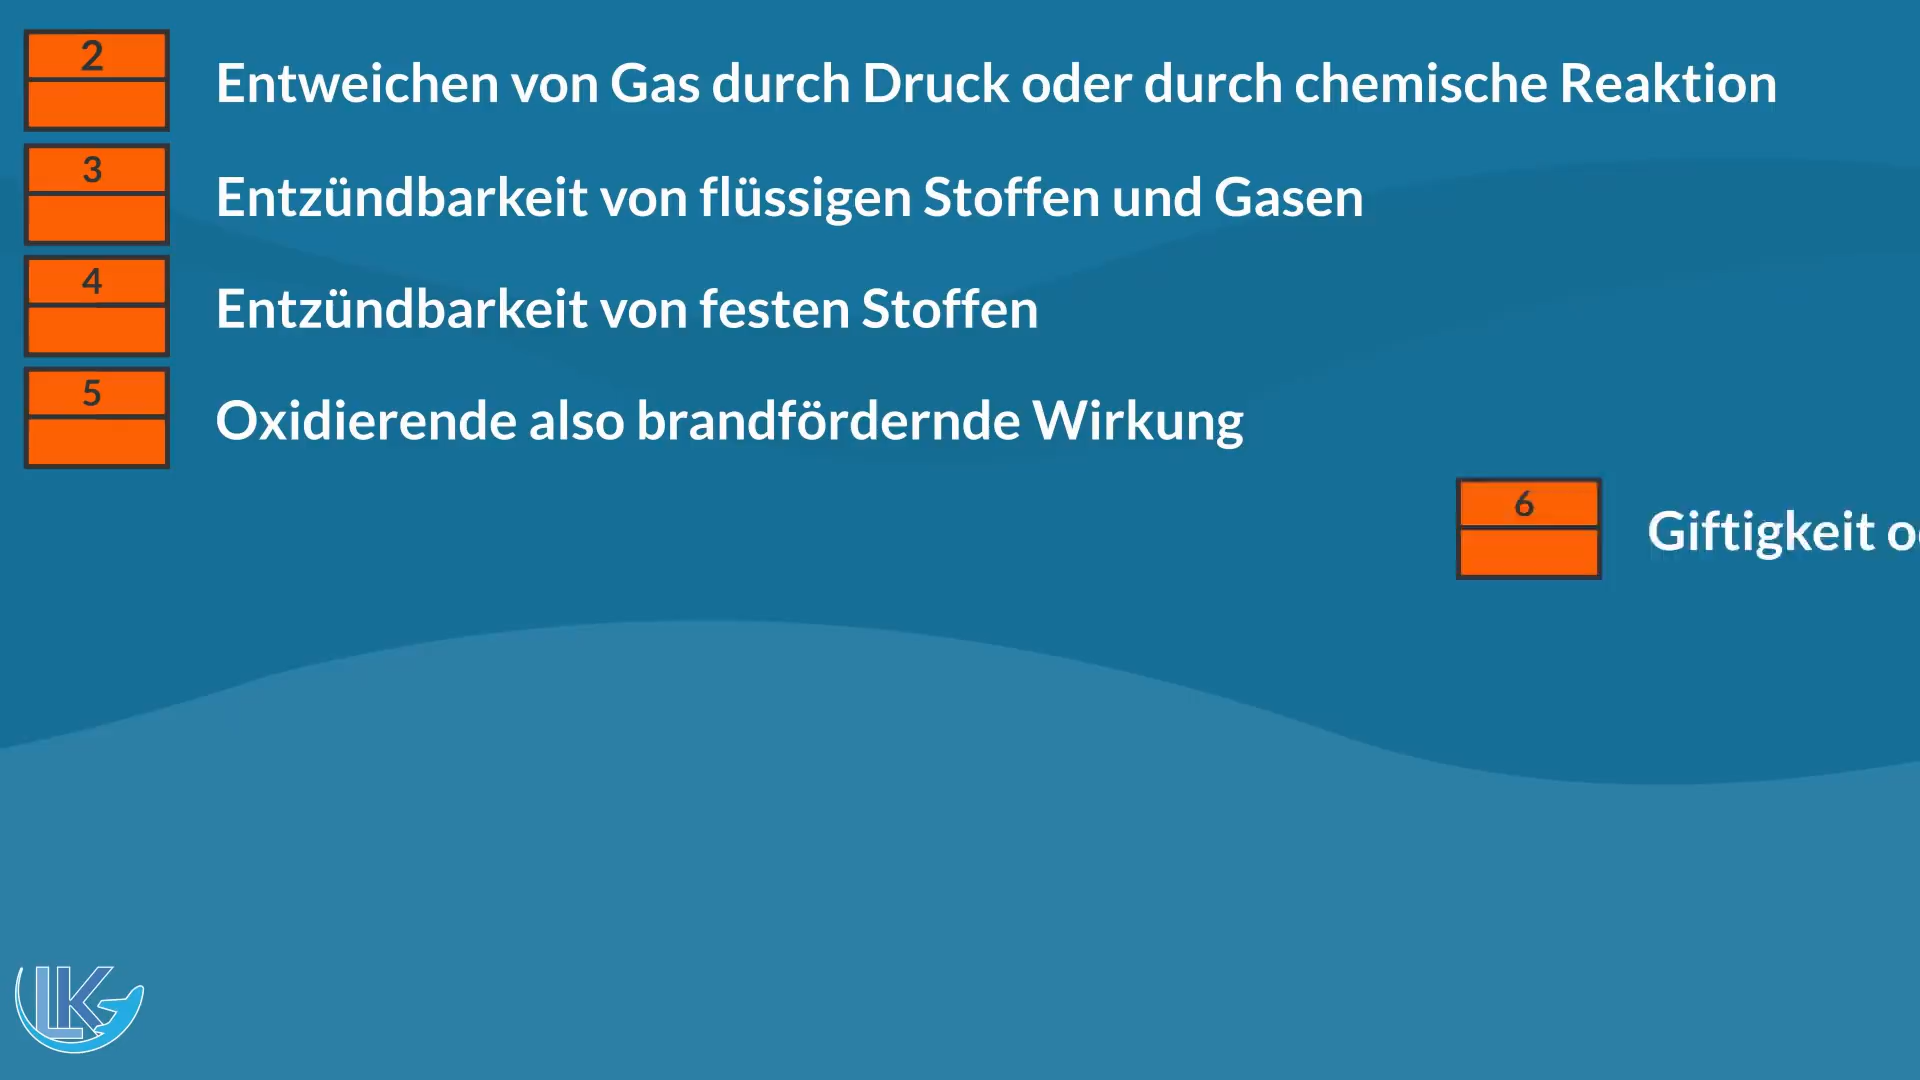 2
Entweichen von Gas durch Druck oder durch chemische Reaktion
3
Entzündbarkeit von flüssigen Stoffen und Gasen
4
Entzündbarkeit von festen Stoffen
5
Oxidierende also brandfördernde Wirkung
6
Giftigkeit
LK